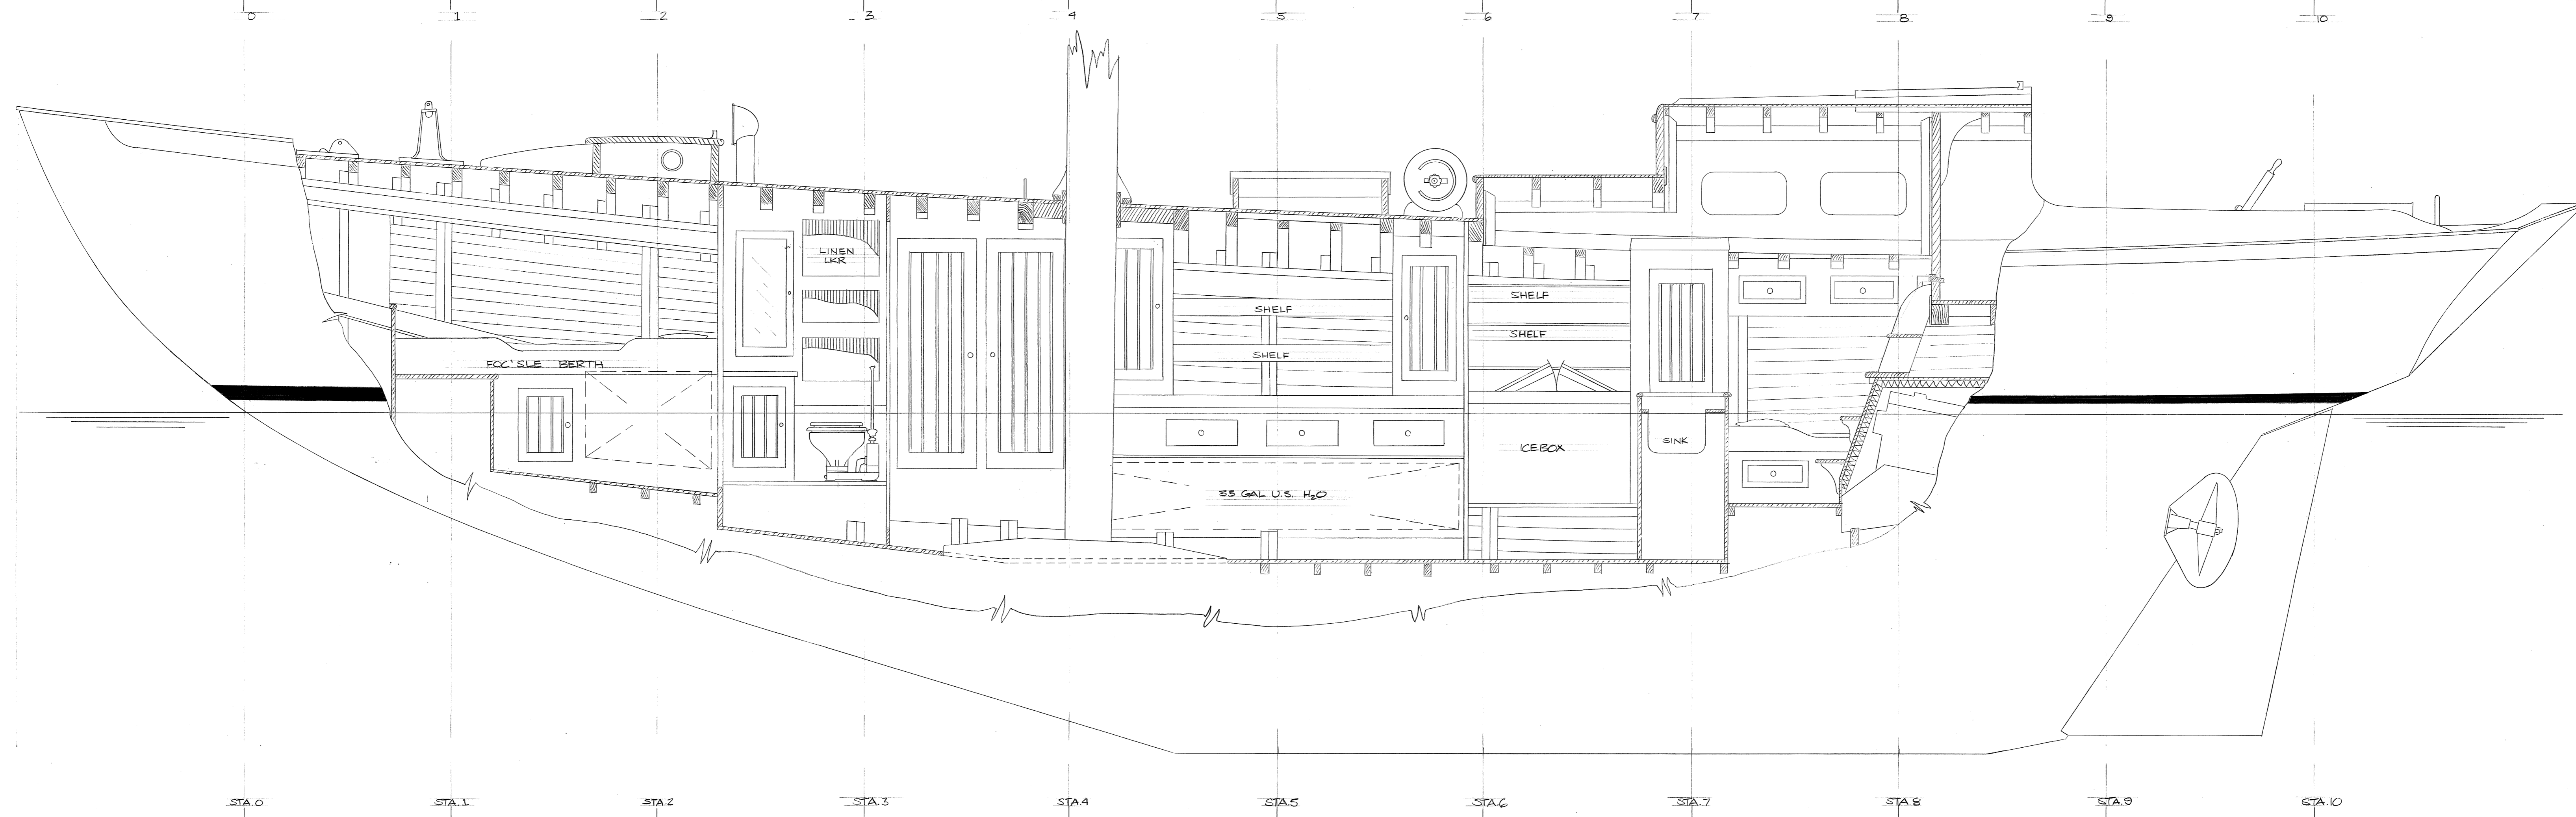 0 1 2 3 4 5 6 7 8 9 10
LINEN
LKR
SHELF
SHELF
SHELF
SHELF
FOC'SLE BERTH
ICEBOX
SINK
33 GAL U.S. H₂O
STA.0 STA.1 STA.2 STA.3 STA.4 STA.5 STA.6 STA.7 STA.8 STA.9 STA.10